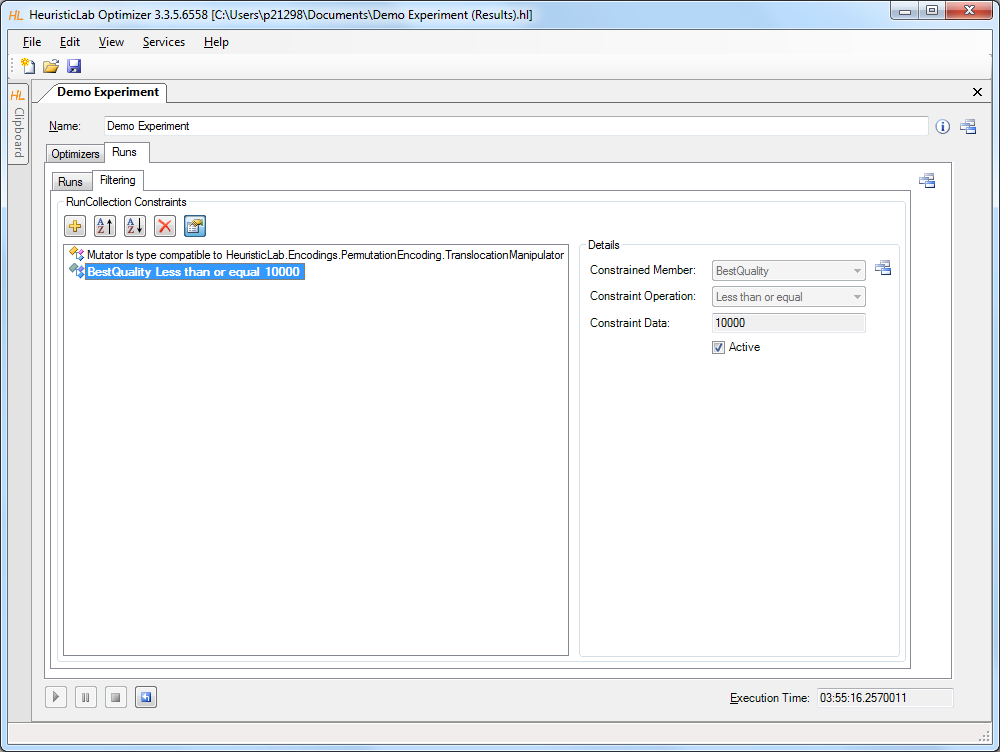 HL HeuristicLab Optimizer 3.3.5.6558 [C:\Users\p21298\Documents\Demo Experiment (Results).hl]
File Edit View Services Help
HL Clipboard
Demo Experiment
Name: Demo Experiment
Optimizers Runs
Runs Filtering
RunCollection Constraints
Mutator Is type compatible to HeuristicLab.Encodings.PermutationEncoding.TranslocationManipulator
BestQuality Less than or equal 10000
Details
Constrained Member: BestQuality
Constraint Operation: Less than or equal
Constraint Data: 10000
Active
Execution Time: 03:55:16.2570011